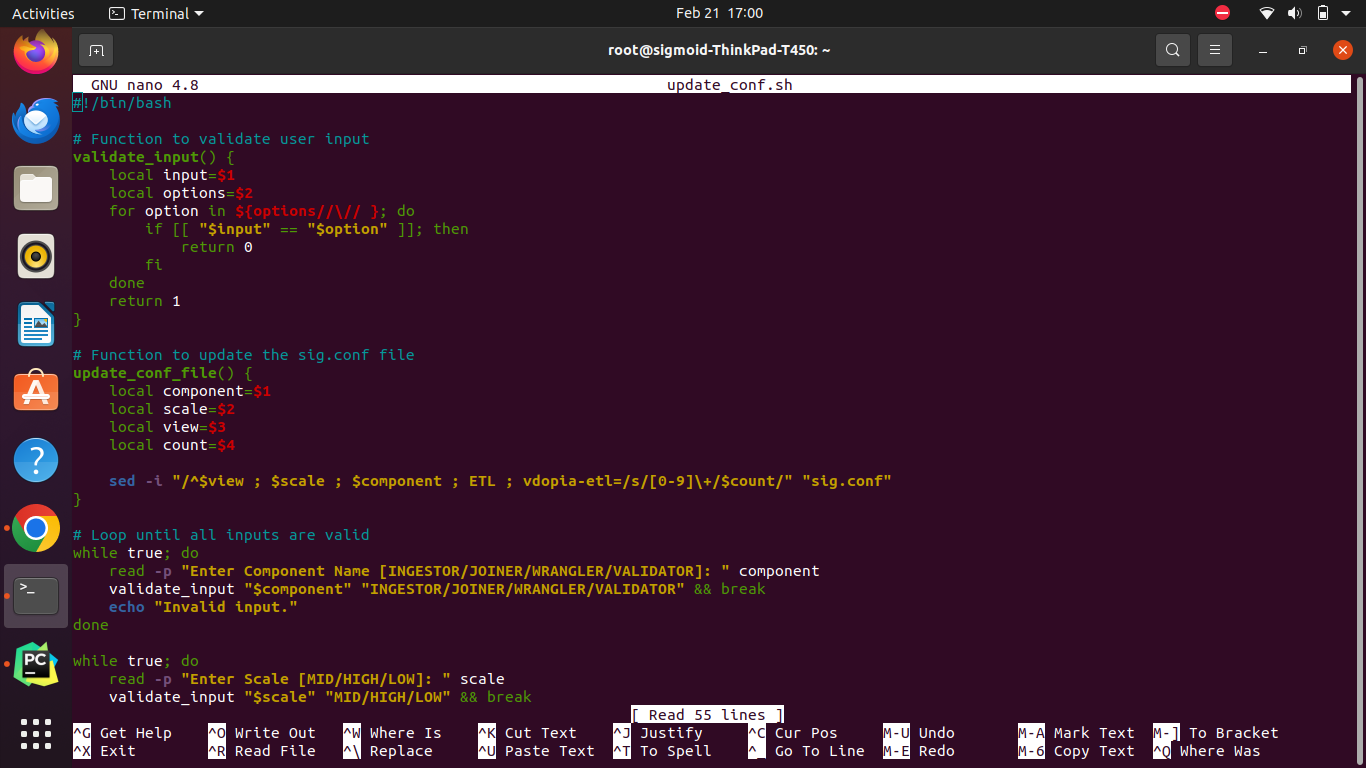 Activities Terminal Feb 21 17:00
root@sigmoid-ThinkPad-T450: ~
GNU nano 4.8 update_conf.sh
#!/bin/bash

# Function to validate user input
validate_input() {
    local input=$1
    local options=$2
    for option in ${options//\// }; do
        if [[ "$input" == "$option" ]]; then
            return 0
        fi
    done
    return 1
}

# Function to update the sig.conf file
update_conf_file() {
    local component=$1
    local scale=$2
    local view=$3
    local count=$4

    sed -i "/^$view ; $scale ; $component ; ETL ; vdopia-etl=/s/[0-9]\+/$count/" "sig.conf"
}

# Loop until all inputs are valid
while true; do
    read -p "Enter Component Name [INGESTOR/JOINER/WRANGLER/VALIDATOR]: " component
    validate_input "$component" "INGESTOR/JOINER/WRANGLER/VALIDATOR" && break
    echo "Invalid input."
done

while true; do
    read -p "Enter Scale [MID/HIGH/LOW]: " scale
    validate_input "$scale" "MID/HIGH/LOW" && break
[ Read 55 lines ]
^G Get Help ^O Write Out ^W Where Is ^K Cut Text ^J Justify ^C Cur Pos M-U Undo M-A Mark Text M-] To Bracket
^X Exit ^R Read File ^\ Replace ^U Paste Text ^T To Spell ^_ Go To Line M-E Redo M-6 Copy Text ^Q Where Was
>_
?
PC